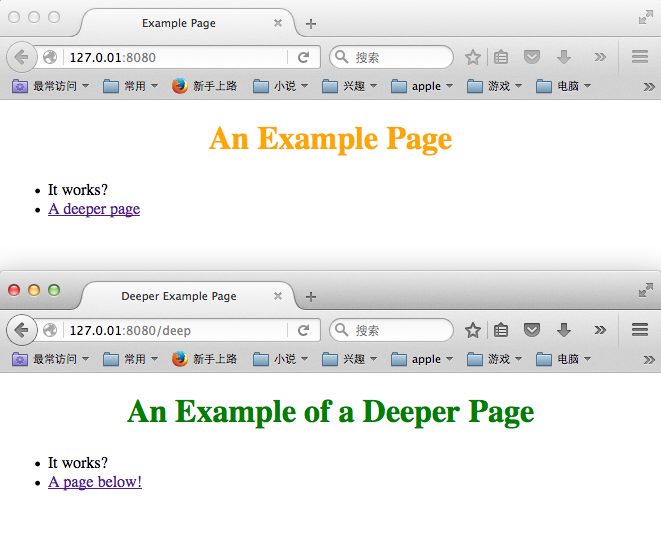 Example Page
127.0.01:8080
搜索
最常访问 常用 新手上路 小说 兴趣 apple 游戏 电脑
An Example Page
It works?
A deeper page
Deeper Example Page
127.0.01:8080/deep
搜索
最常访问 常用 新手上路 小说 兴趣 apple 游戏 电脑
An Example of a Deeper Page
It works?
A page below!